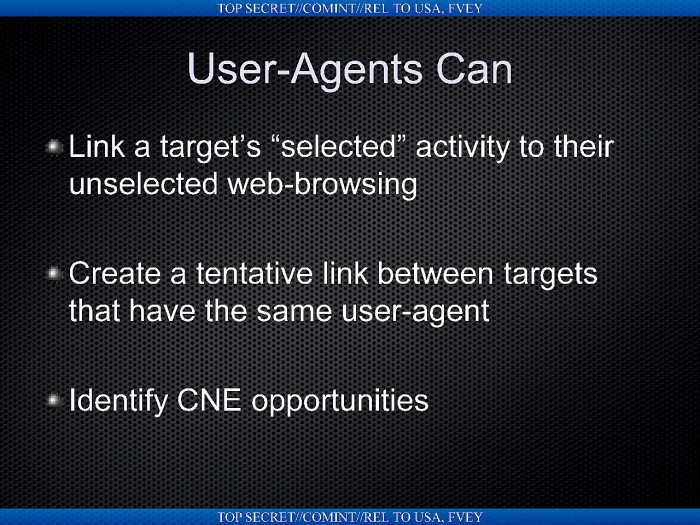 TOP SECRET//COMINT//REL TO USA, FVEY
User-Agents Can
Link a target’s “selected” activity to their
unselected web-browsing
Create a tentative link between targets
that have the same user-agent
Identify CNE opportunities
TOP SECRET//COMINT//REL TO USA, FVEY